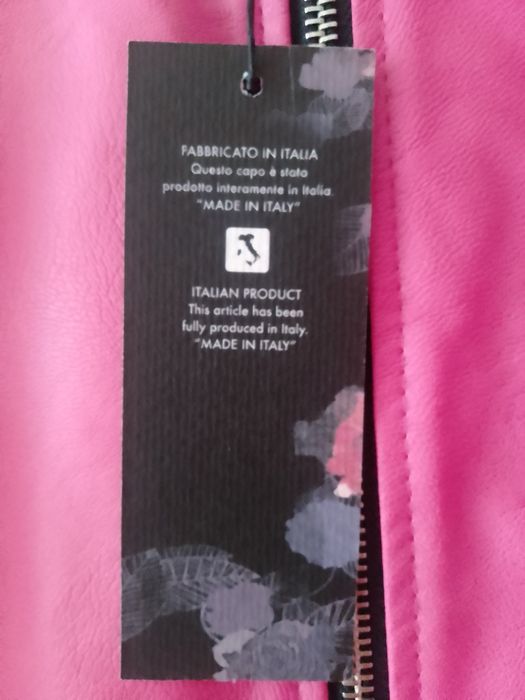 FABBRICATO IN ITALIA
Questo capo è stato
prodotto interamente in Italia.
"MADE IN ITALY"
ITALIAN PRODUCT
This article has been
fully produced in Italy.
"MADE IN ITALY"